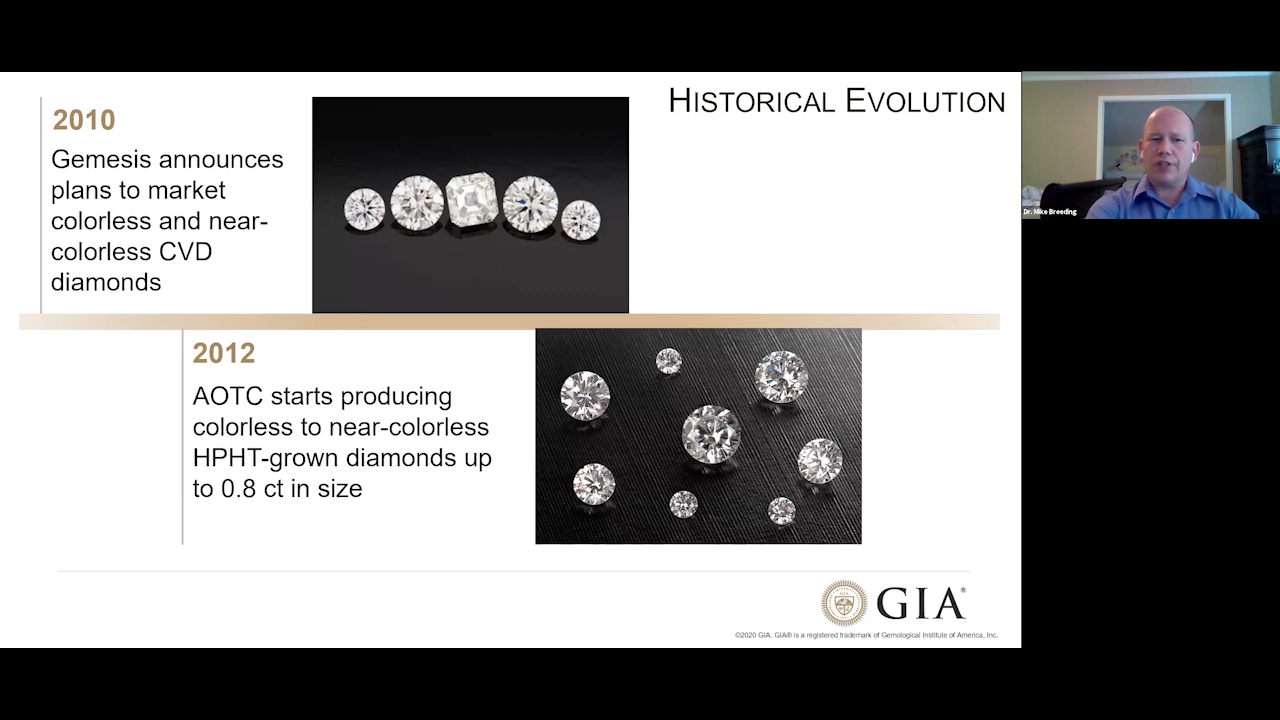 HISTORICAL EVOLUTION
2010
Gemesis announces
plans to market
colorless and near-
colorless CVD
diamonds
2012
AOTC starts producing
colorless to near-colorless
HPHT-grown diamonds up
to 0.8 ct in size
GIA®
©2020 GIA. GIA® is a registered trademark of Gemological Institute of America, Inc.
Dr. Mike Breeding